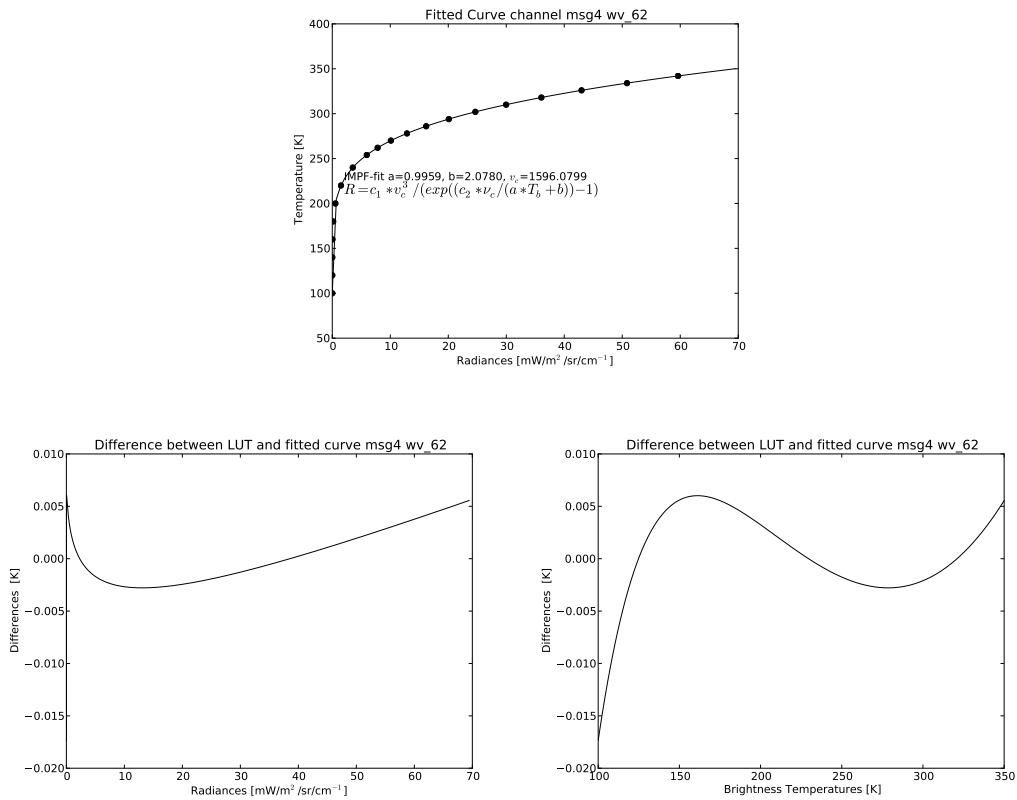 Fitted Curve channel msg4 wv_62
400
350
300
250
200
150
100
50
Temperature [K]
IMPF-fit a=0.9959, b=2.0780, v_c=1596.0799
R=c_1*v_c^3/(exp((c_2*ν_c/(a*T_b+b))−1)
0 10 20 30 40 50 60 70
Radiances [mW/m^2/sr/cm^−1]
Difference between LUT and fitted curve msg4 wv_62
0.010
0.005
0.000
−0.005
−0.010
−0.015
−0.020
Differences [K]
0 10 20 30 40 50 60 70
Radiances [mW/m^2/sr/cm^−1]
Difference between LUT and fitted curve msg4 wv_62
0.010
0.005
0.000
−0.005
−0.010
−0.015
−0.020
Differences [K]
100 150 200 250 300 350
Brightness Temperatures [K]